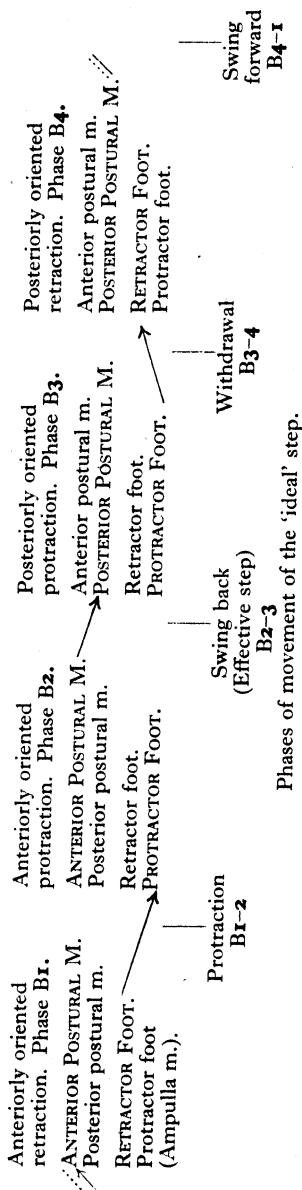 Anteriorly oriented
retraction. Phase B1.
ANTERIOR POSTURAL M.
Posterior postural m.
RETRACTOR FOOT.
Protractor foot
(Ampulla m.).
Protraction
B1–2
Anteriorly oriented
protraction. Phase B2.
ANTERIOR POSTURAL M.
Posterior postural m.
Retractor foot.
PROTRACTOR FOOT.
Swing back
(Effective step)
B2–3
Posteriorly oriented
protraction. Phase B3.
Anterior postural m.
POSTERIOR POSTURAL M.
Retractor foot.
PROTRACTOR FOOT.
Withdrawal
B3–4
Posteriorly oriented
retraction. Phase B4.
Anterior postural m.
POSTERIOR POSTURAL M.
RETRACTOR FOOT.
Protractor foot.
Swing
forward
B4–1
Phases of movement of the ‘ideal’ step.